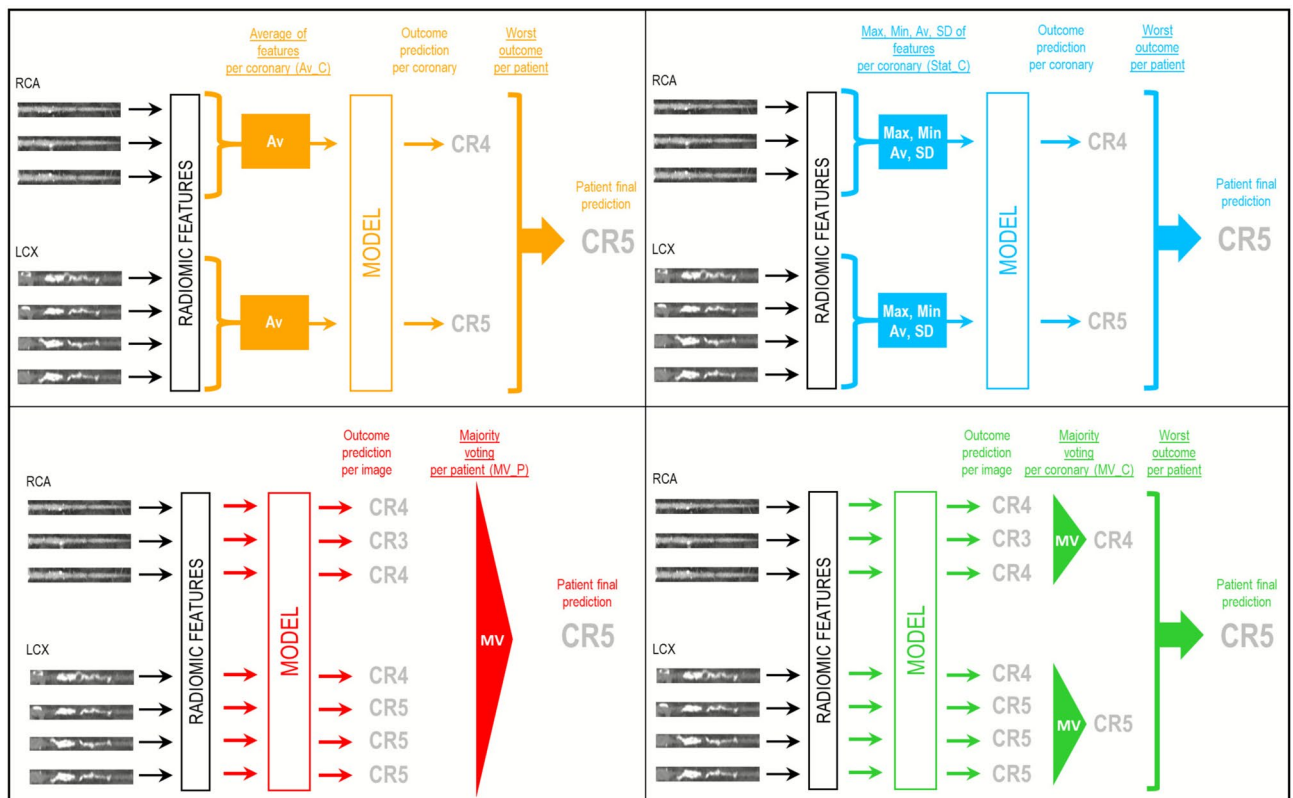 Average of
features
per coronary (Av_C)
Outcome
prediction
per coronary
Worst
outcome
per patient
RCA
RADIOMIC FEATURES
Av
MODEL
CR4
Patient final
prediction
CR5
LCX
Av
CR5
Max, Min, Av, SD of
features
per coronary (Stat_C)
Outcome
prediction
per coronary
Worst
outcome
per patient
RCA
RADIOMIC FEATURES
Max, Min
Av, SD
MODEL
CR4
Patient final
prediction
CR5
LCX
Max, Min
Av, SD
CR5
Outcome
prediction
per image
Majority
voting
per patient (MV_P)
RCA
RADIOMIC FEATURES
MODEL
CR4
CR3
CR4
Patient final
prediction
CR5
MV
LCX
CR4
CR5
CR5
CR5
Outcome
prediction
per image
Majority
voting
per coronary (MV_C)
Worst
outcome
per patient
RCA
RADIOMIC FEATURES
MODEL
CR4
CR3
CR4
MV
CR4
Patient final
prediction
CR5
LCX
CR4
CR5
CR5
CR5
MV
CR5